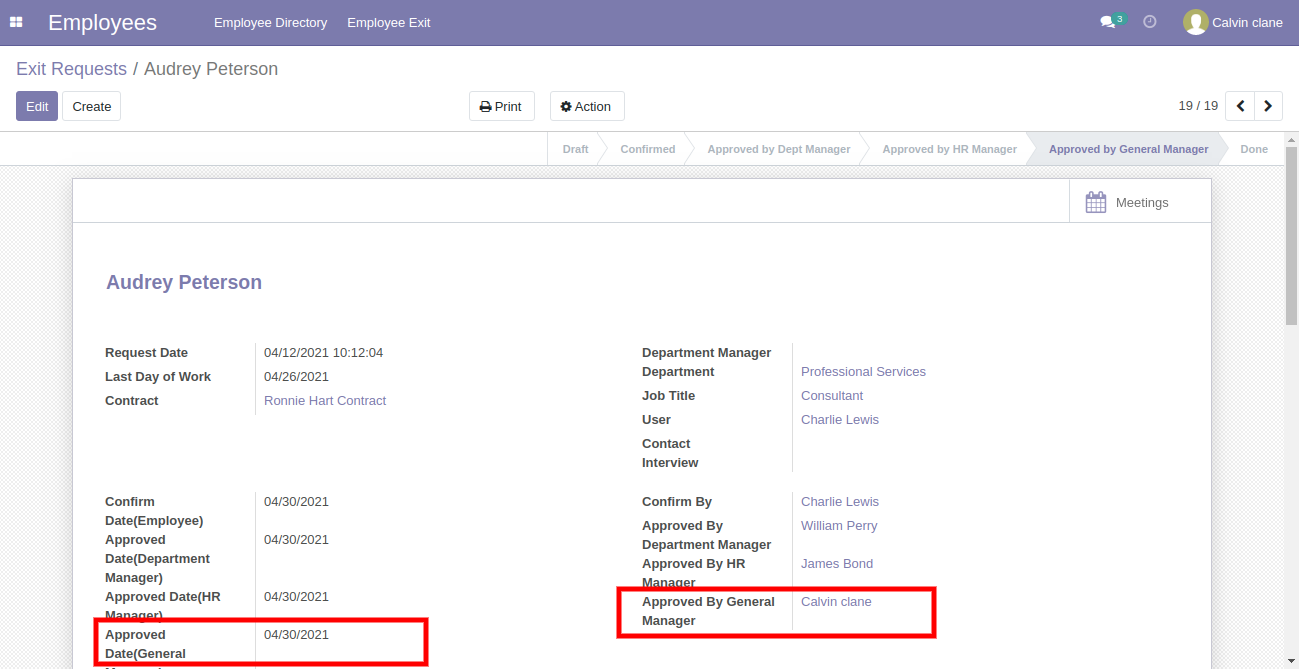 Employees
Employee Directory
Employee Exit
3
Calvin clane
Exit Requests / Audrey Peterson
Edit
Create
Print
Action
19 / 19
Draft
Confirmed
Approved by Dept Manager
Approved by HR Manager
Approved by General Manager
Done
Meetings
Audrey Peterson
Request Date
04/12/2021 10:12:04
Last Day of Work
04/26/2021
Contract
Ronnie Hart Contract
Department Manager
Department
Professional Services
Job Title
Consultant
User
Charlie Lewis
Contact
Interview
Confirm
Date(Employee)
04/30/2021
Approved
Date(Department
Manager)
04/30/2021
Approved Date(HR
Manager)
04/30/2021
Approved
Date(General
04/30/2021
Confirm By
Charlie Lewis
Approved By
Department Manager
William Perry
Approved By HR
Manager
James Bond
Approved By General
Manager
Calvin clane